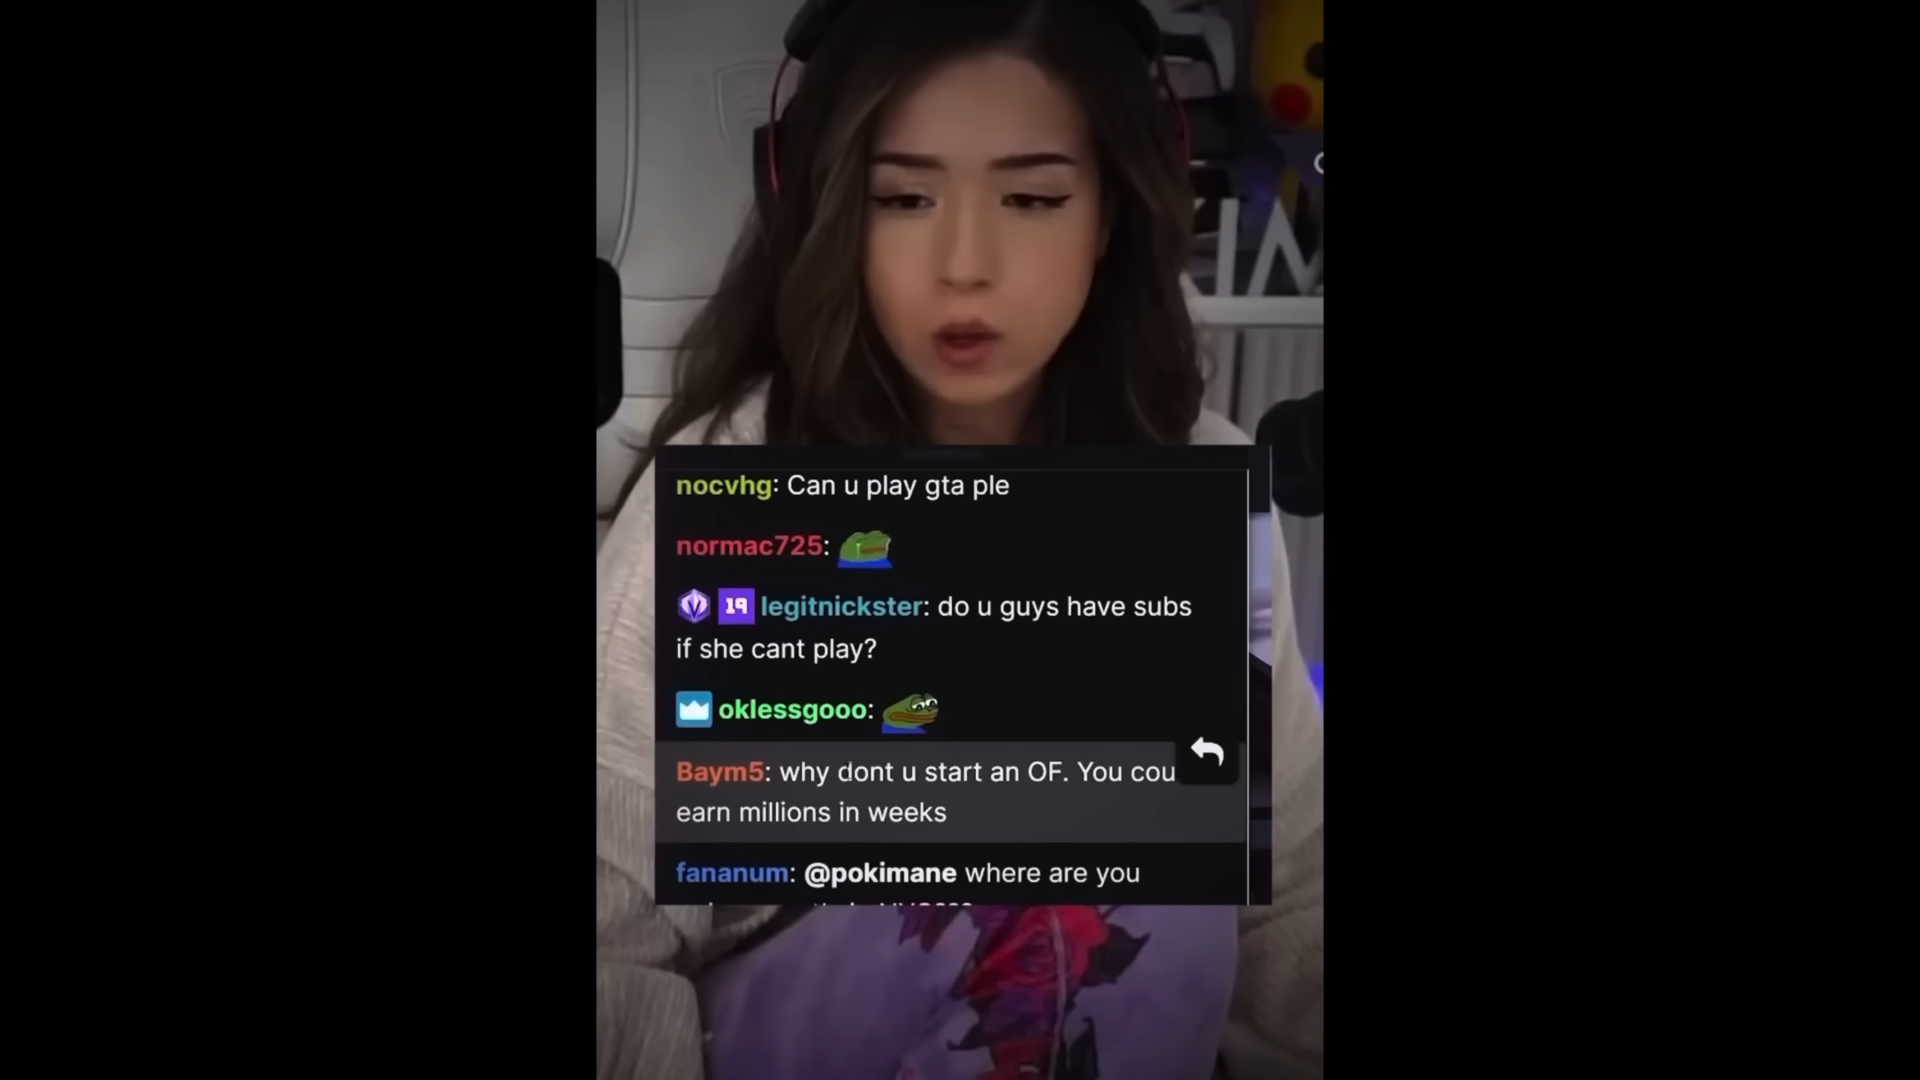 nocvhg: Can u play gta ple
normac725:
19 legitnickster: do u guys have subs
if she cant play?
oklessgooo:
Baym5: why dont u start an OF. You cou
earn millions in weeks
fananum: @pokimane where are you